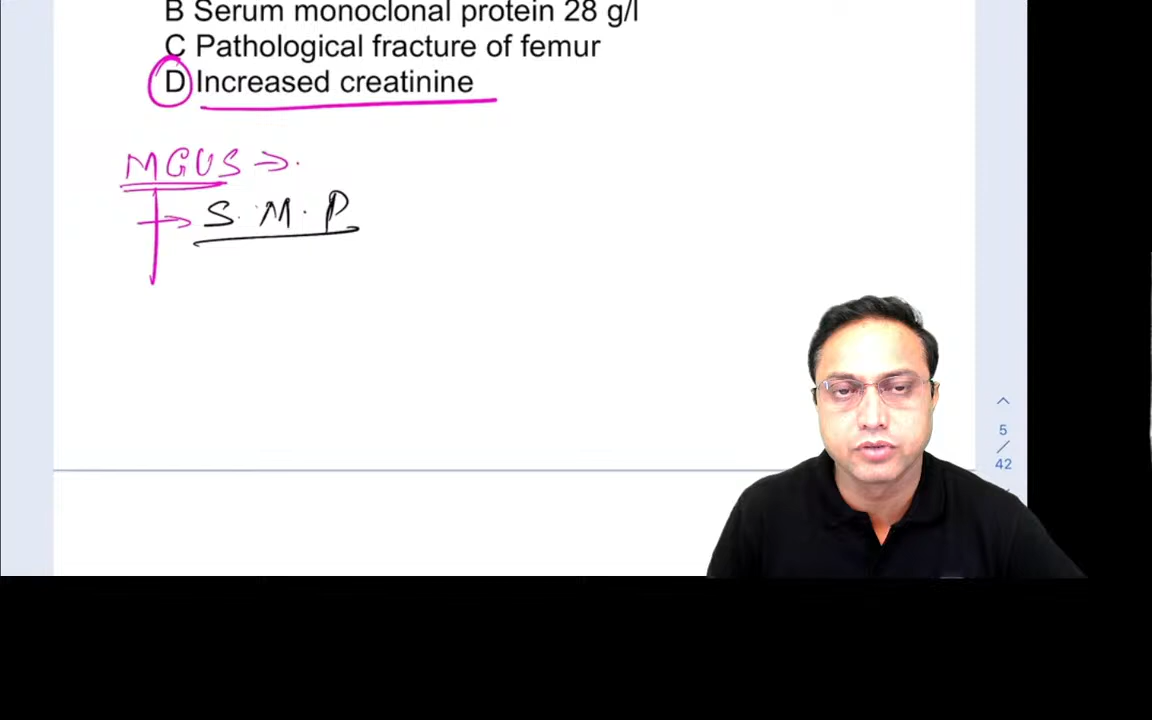 B Serum monoclonal protein 28 g/l
C Pathological fracture of femur
D Increased creatinine
MGUS →
→ S. M. P
5
/
42